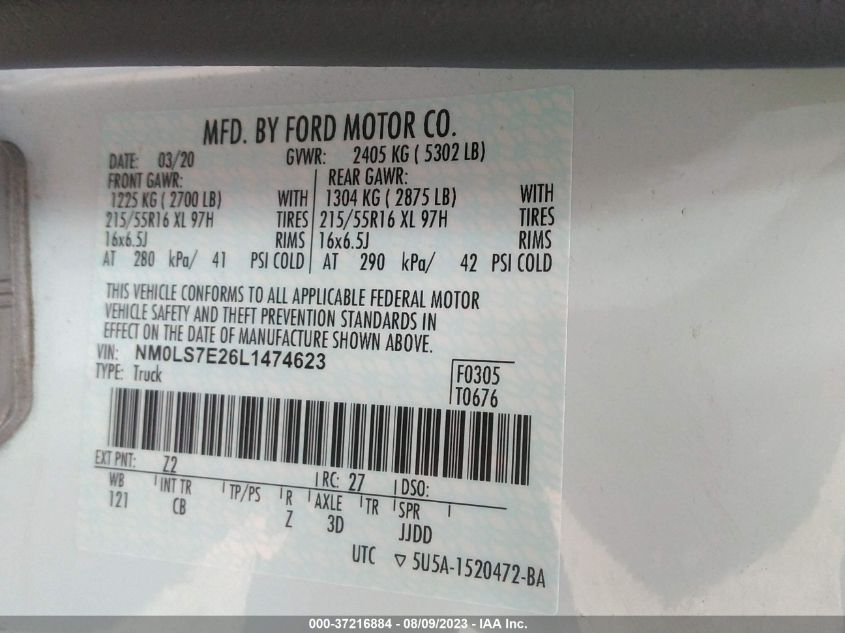 MFD. BY FORD MOTOR CO.
DATE: 03/20 GVWR: 2405 KG ( 5302 LB)
FRONT GAWR: REAR GAWR:
1225 KG ( 2700 LB) WITH 1304 KG ( 2875 LB) WITH
215/55R16 XL 97H TIRES 215/55R16 XL 97H TIRES
16x6.5J RIMS 16x6.5J RIMS
AT 280 kPa/ 41 PSI COLD AT 290 kPa/ 42 PSI COLD
THIS VEHICLE CONFORMS TO ALL APPLICABLE FEDERAL MOTOR
VEHICLE SAFETY AND THEFT PREVENTION STANDARDS IN
EFFECT ON THE DATE OF MANUFACTURE SHOWN ABOVE.
VIN: NM0LS7E26L1474623
TYPE: Truck F0305
T0676
EXT PNT: Z2 RC: 27 DSO:
WB INT TR TP/PS R AXLE TR SPR
121 CB Z 3D JJDD
UTC ▽ 5U5A-1520472-BA
000-37216884 - 08/09/2023 - IAA Inc.